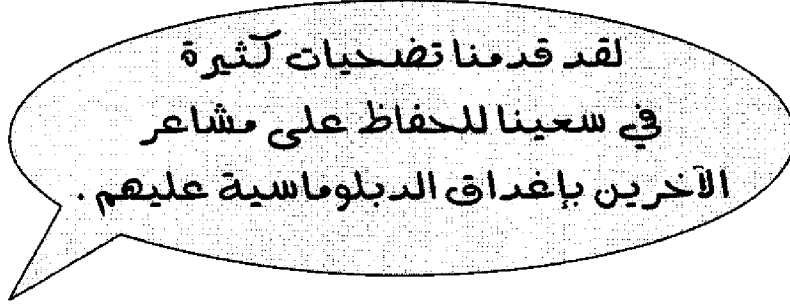 لقد قدمنا تضحيات كثيرة
في سعينا للحفاظ على مشاعر
الآخرين بإغداق الدبلوماسية عليهم.